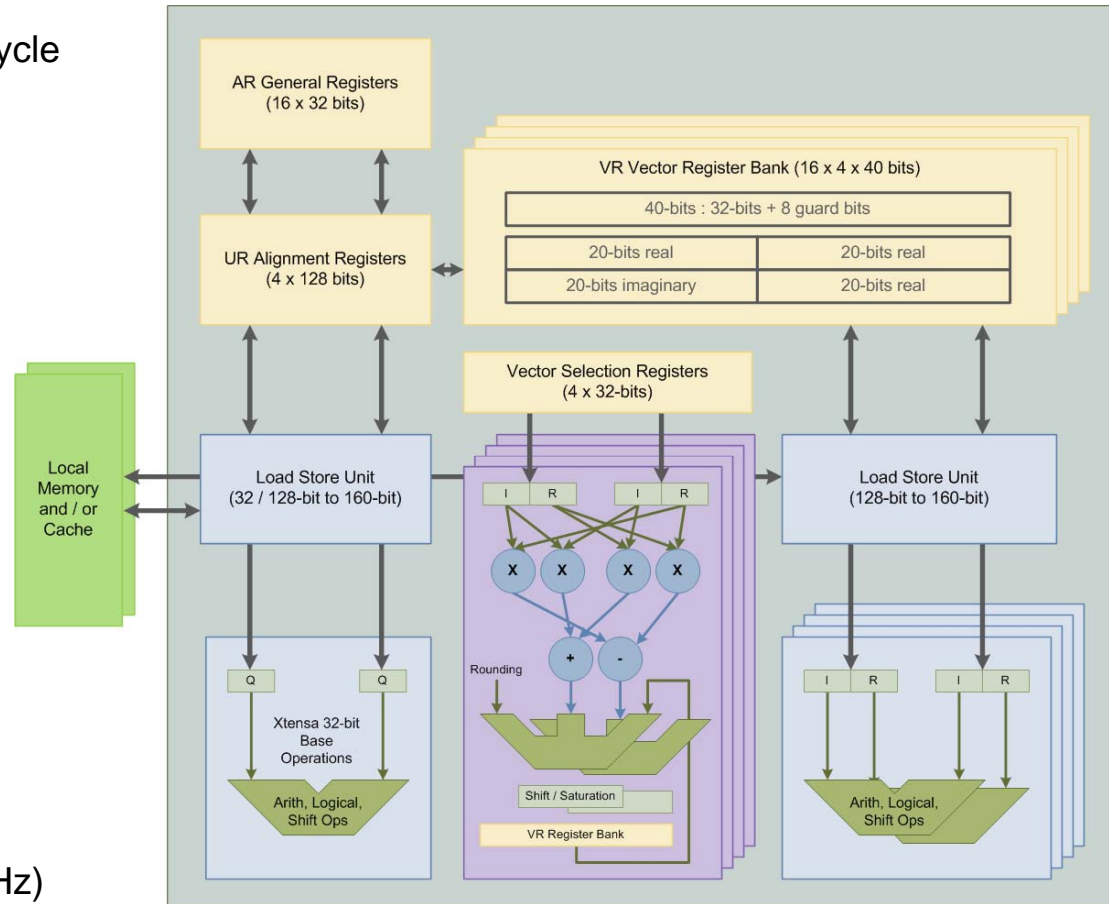 ycle
AR General Registers
(16 x 32 bits)
VR Vector Register Bank (16 x 4 x 40 bits)
40-bits : 32-bits + 8 guard bits
20-bits real
20-bits real
20-bits imaginary
20-bits real
UR Alignment Registers
(4 x 128 bits)
Vector Selection Registers
(4 x 32-bits)
Local
Memory
and / or
Cache
Load Store Unit
(32 / 128-bit to 160-bit)
Load Store Unit
(128-bit to 160-bit)
I
R
I
R
X
X
X
X
+
-
Rounding
Shift / Saturation
VR Register Bank
Q
Q
Xtensa 32-bit
Base
Operations
Arith, Logical,
Shift Ops
I
R
I
R
Arith, Logical,
Shift Ops
Hz)